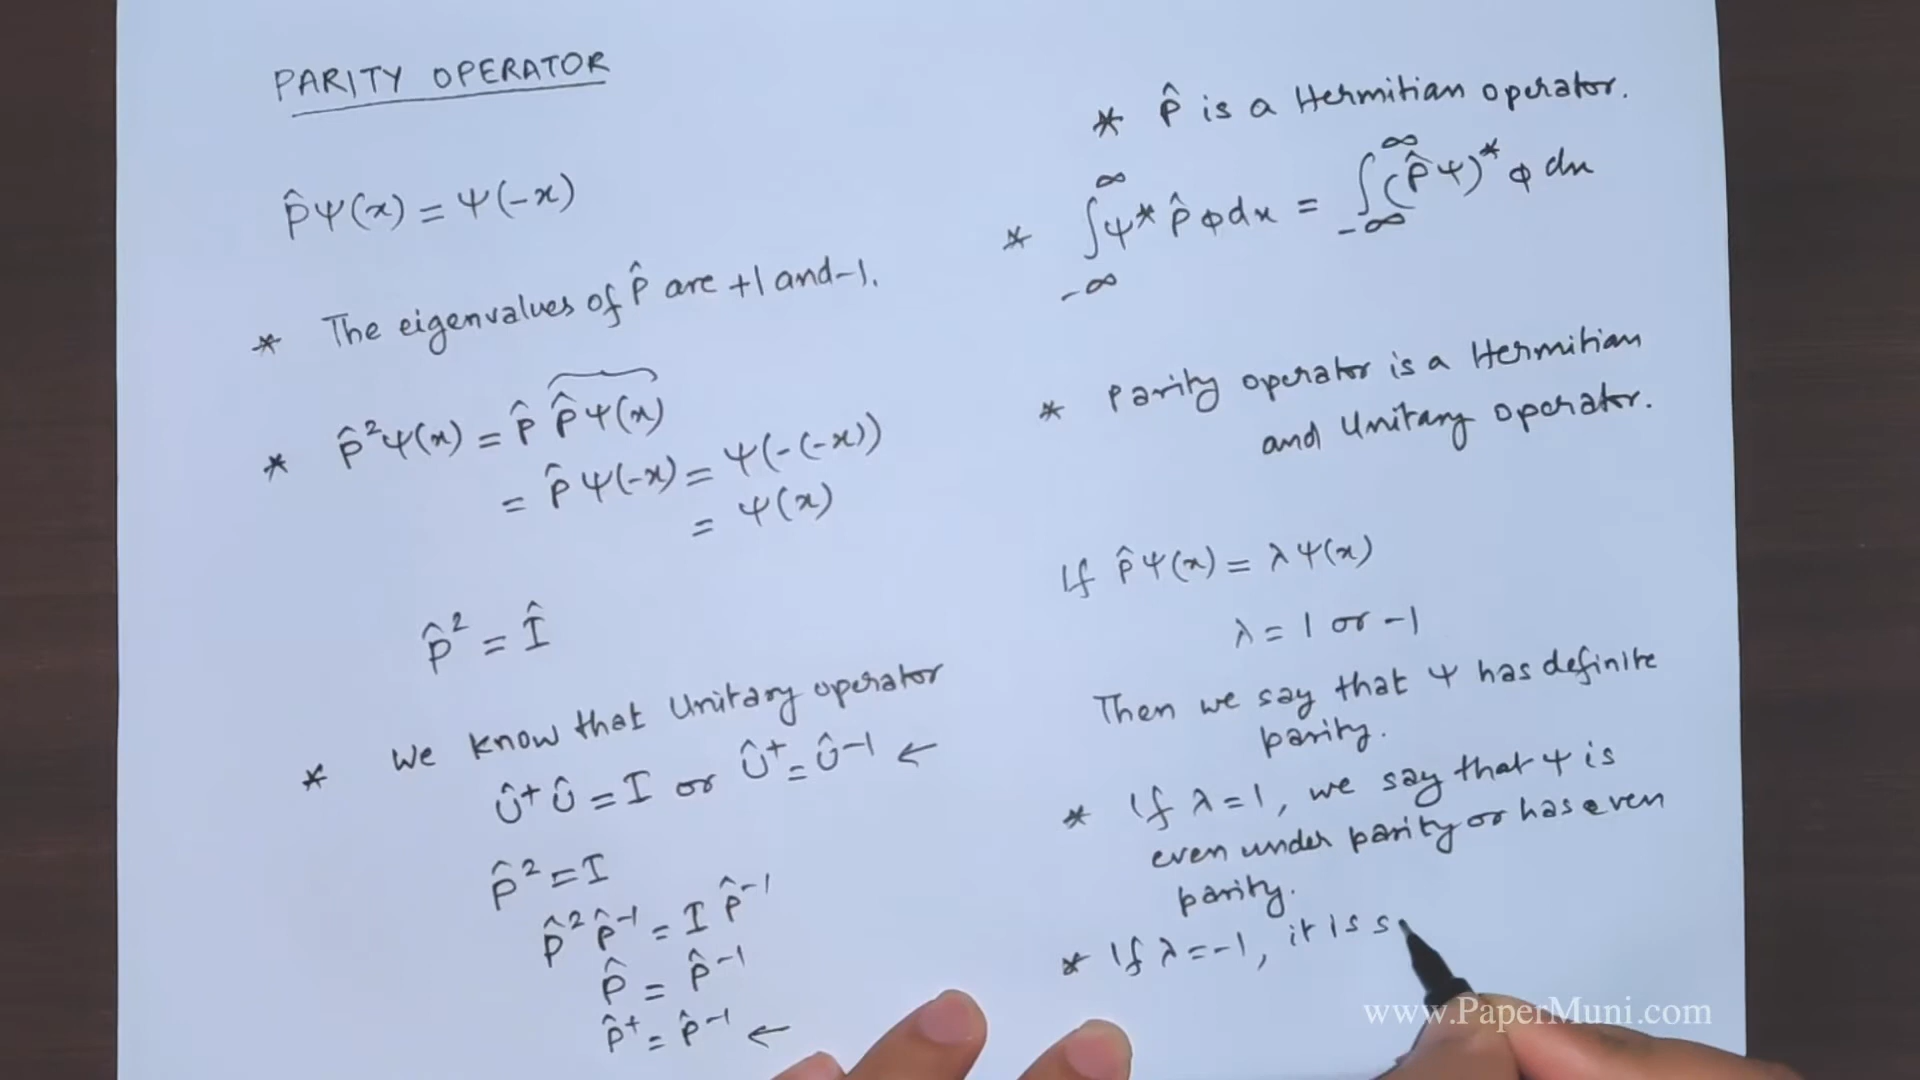 PARITY OPERATOR
P̂Ψ(x) = Ψ(-x)
* The eigenvalues of P̂ are +1 and -1.
* P̂²Ψ(x) = P̂ P̂Ψ(x)
= P̂Ψ(-x) = Ψ(-(-x))
= Ψ(x)
P̂² = Î
* We know that Unitary operator
Û⁺Û = I or Û⁺ = Û⁻¹ ←
P̂² = I
P̂² P̂⁻¹ = I P̂⁻¹
P̂ = P̂⁻¹
P̂⁺ = P̂⁻¹ ←
* P̂ is a Hermitian operator.
* ∫_{-∞}^{∞} Ψ* P̂ ϕ dx = ∫_{-∞}^{∞} (P̂Ψ)* ϕ dx
* Parity operator is a Hermitian
and Unitary operator.
If P̂Ψ(x) = λΨ(x)
λ = 1 or -1
Then we say that Ψ has definite
parity.
* If λ = 1, we say that Ψ is
even under parity or has even
parity.
* If λ = -1, it is s
www.PaperMuni.com